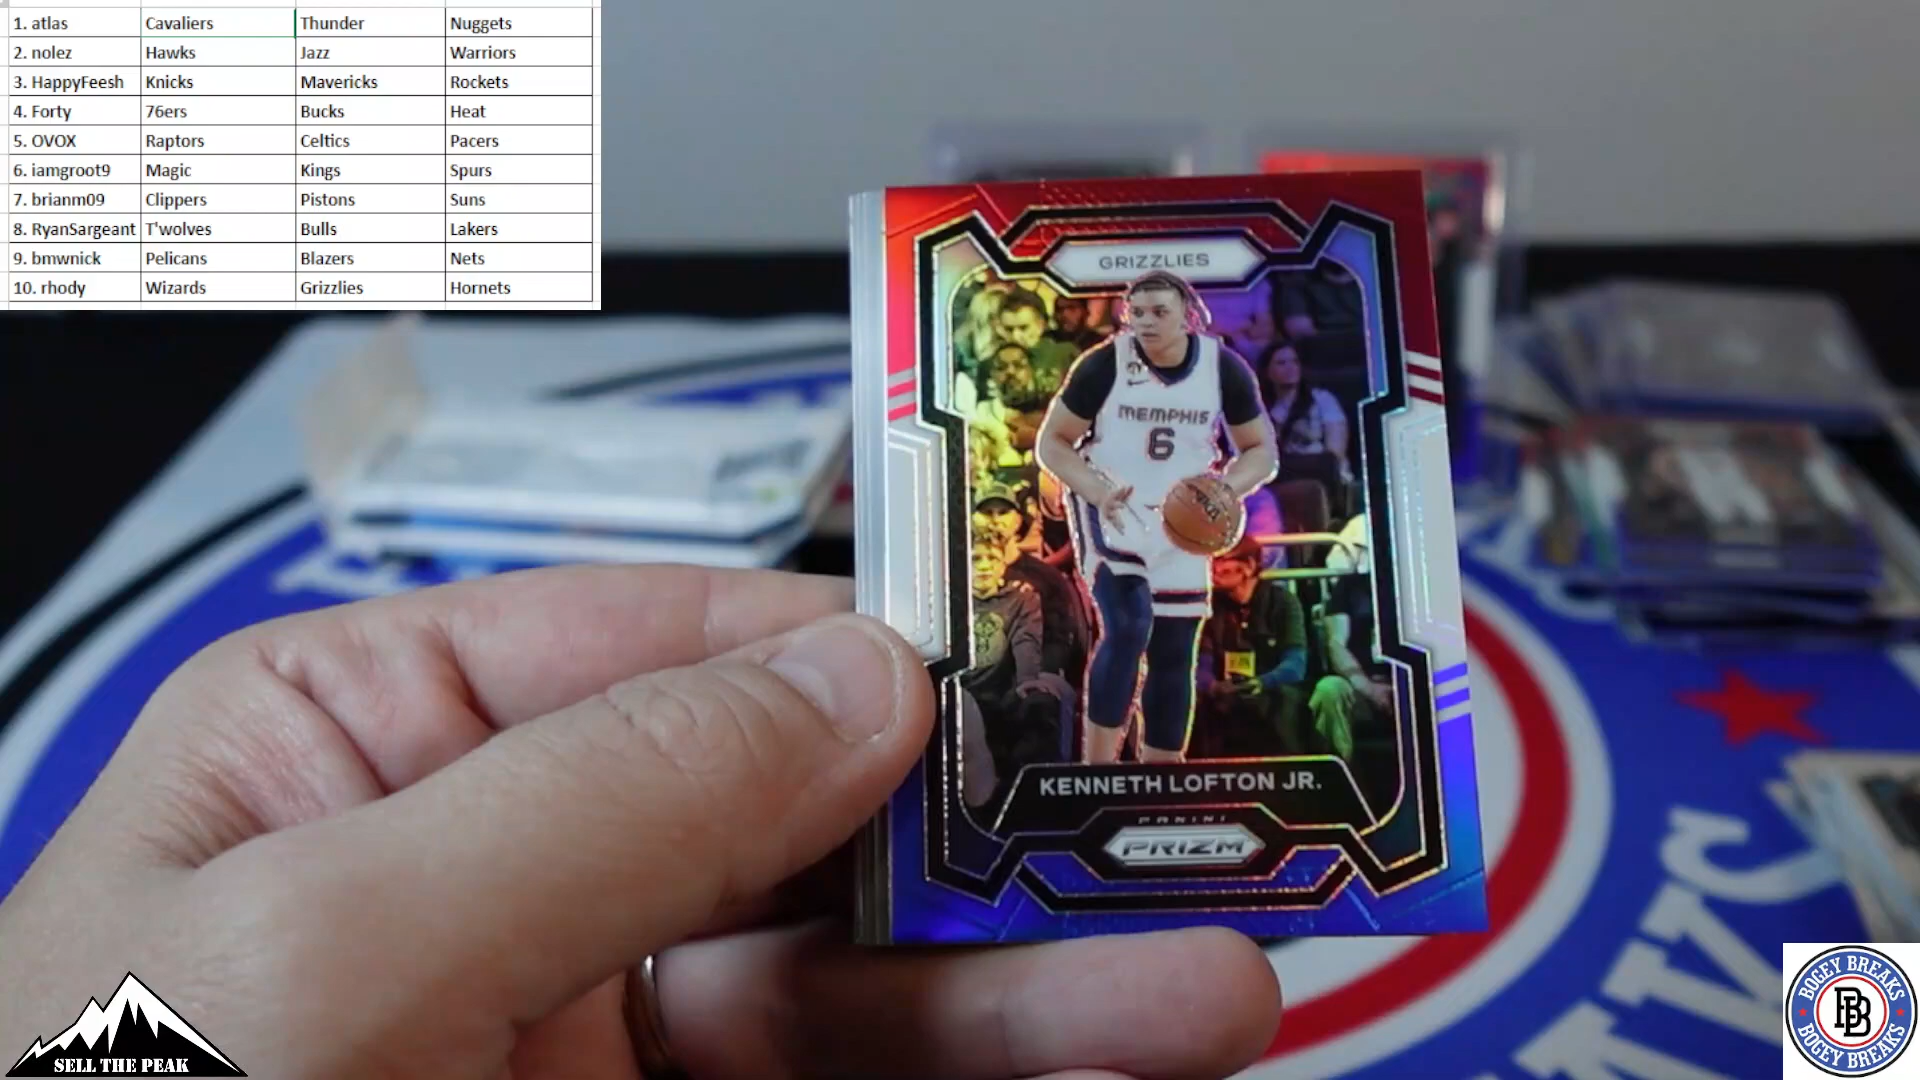 1. atlas Cavaliers Thunder Nuggets
2. nolez Hawks Jazz Warriors
3. HappyFeesh Knicks Mavericks Rockets
4. Forty 76ers Bucks Heat
5. OVOX Raptors Celtics Pacers
6. iamgroot9 Magic Kings Spurs
7. brianm09 Clippers Pistons Suns
8. RyanSargeant T'wolves Bulls Lakers
9. bmwnick Pelicans Blazers Nets
10. rhody Wizards Grizzlies Hornets
GRIZZLIES
MEMPHIS
6
KENNETH LOFTON JR.
PANINI
PRIZM
SELL THE PEAK
BOGEY BREAKS
BB
BOGEY BREAKS